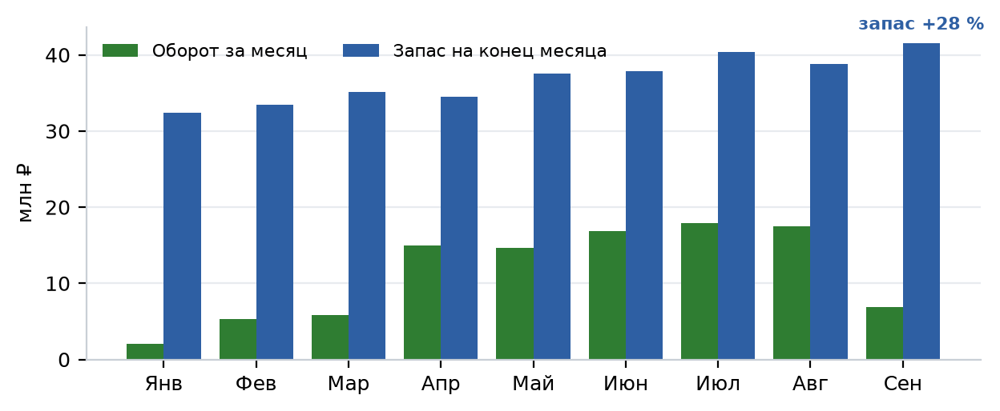 запас +28 %
Оборот за месяц
Запас на конец месяца
млн ₽
40
30
20
10
0
Янв
Фев
Мар
Апр
Май
Июн
Июл
Авг
Сен